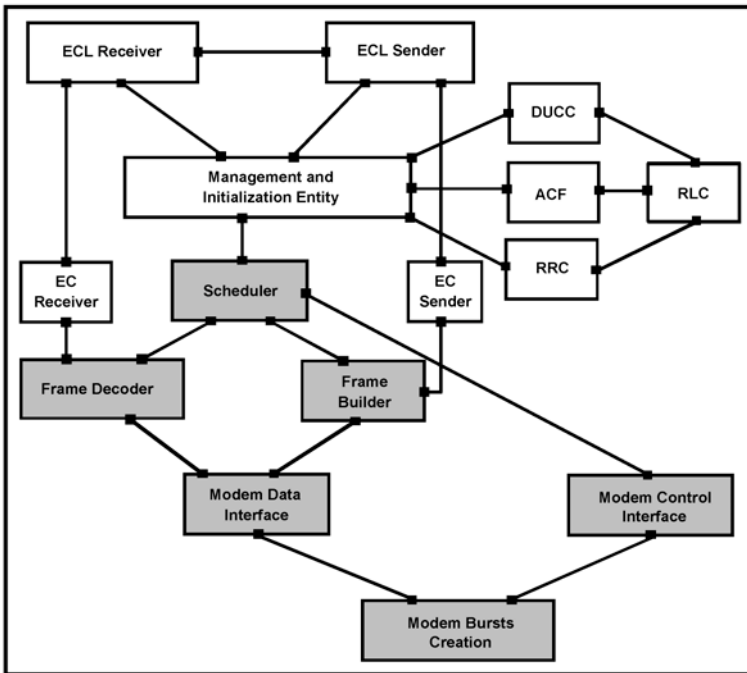 ECL Receiver
ECL Sender
DUCC
Management and
Initialization Entity
ACF
RLC
RRC
EC
Receiver
Scheduler
EC
Sender
Frame Decoder
Frame
Builder
Modem Data
Interface
Modem Control
Interface
Modem Bursts
Creation